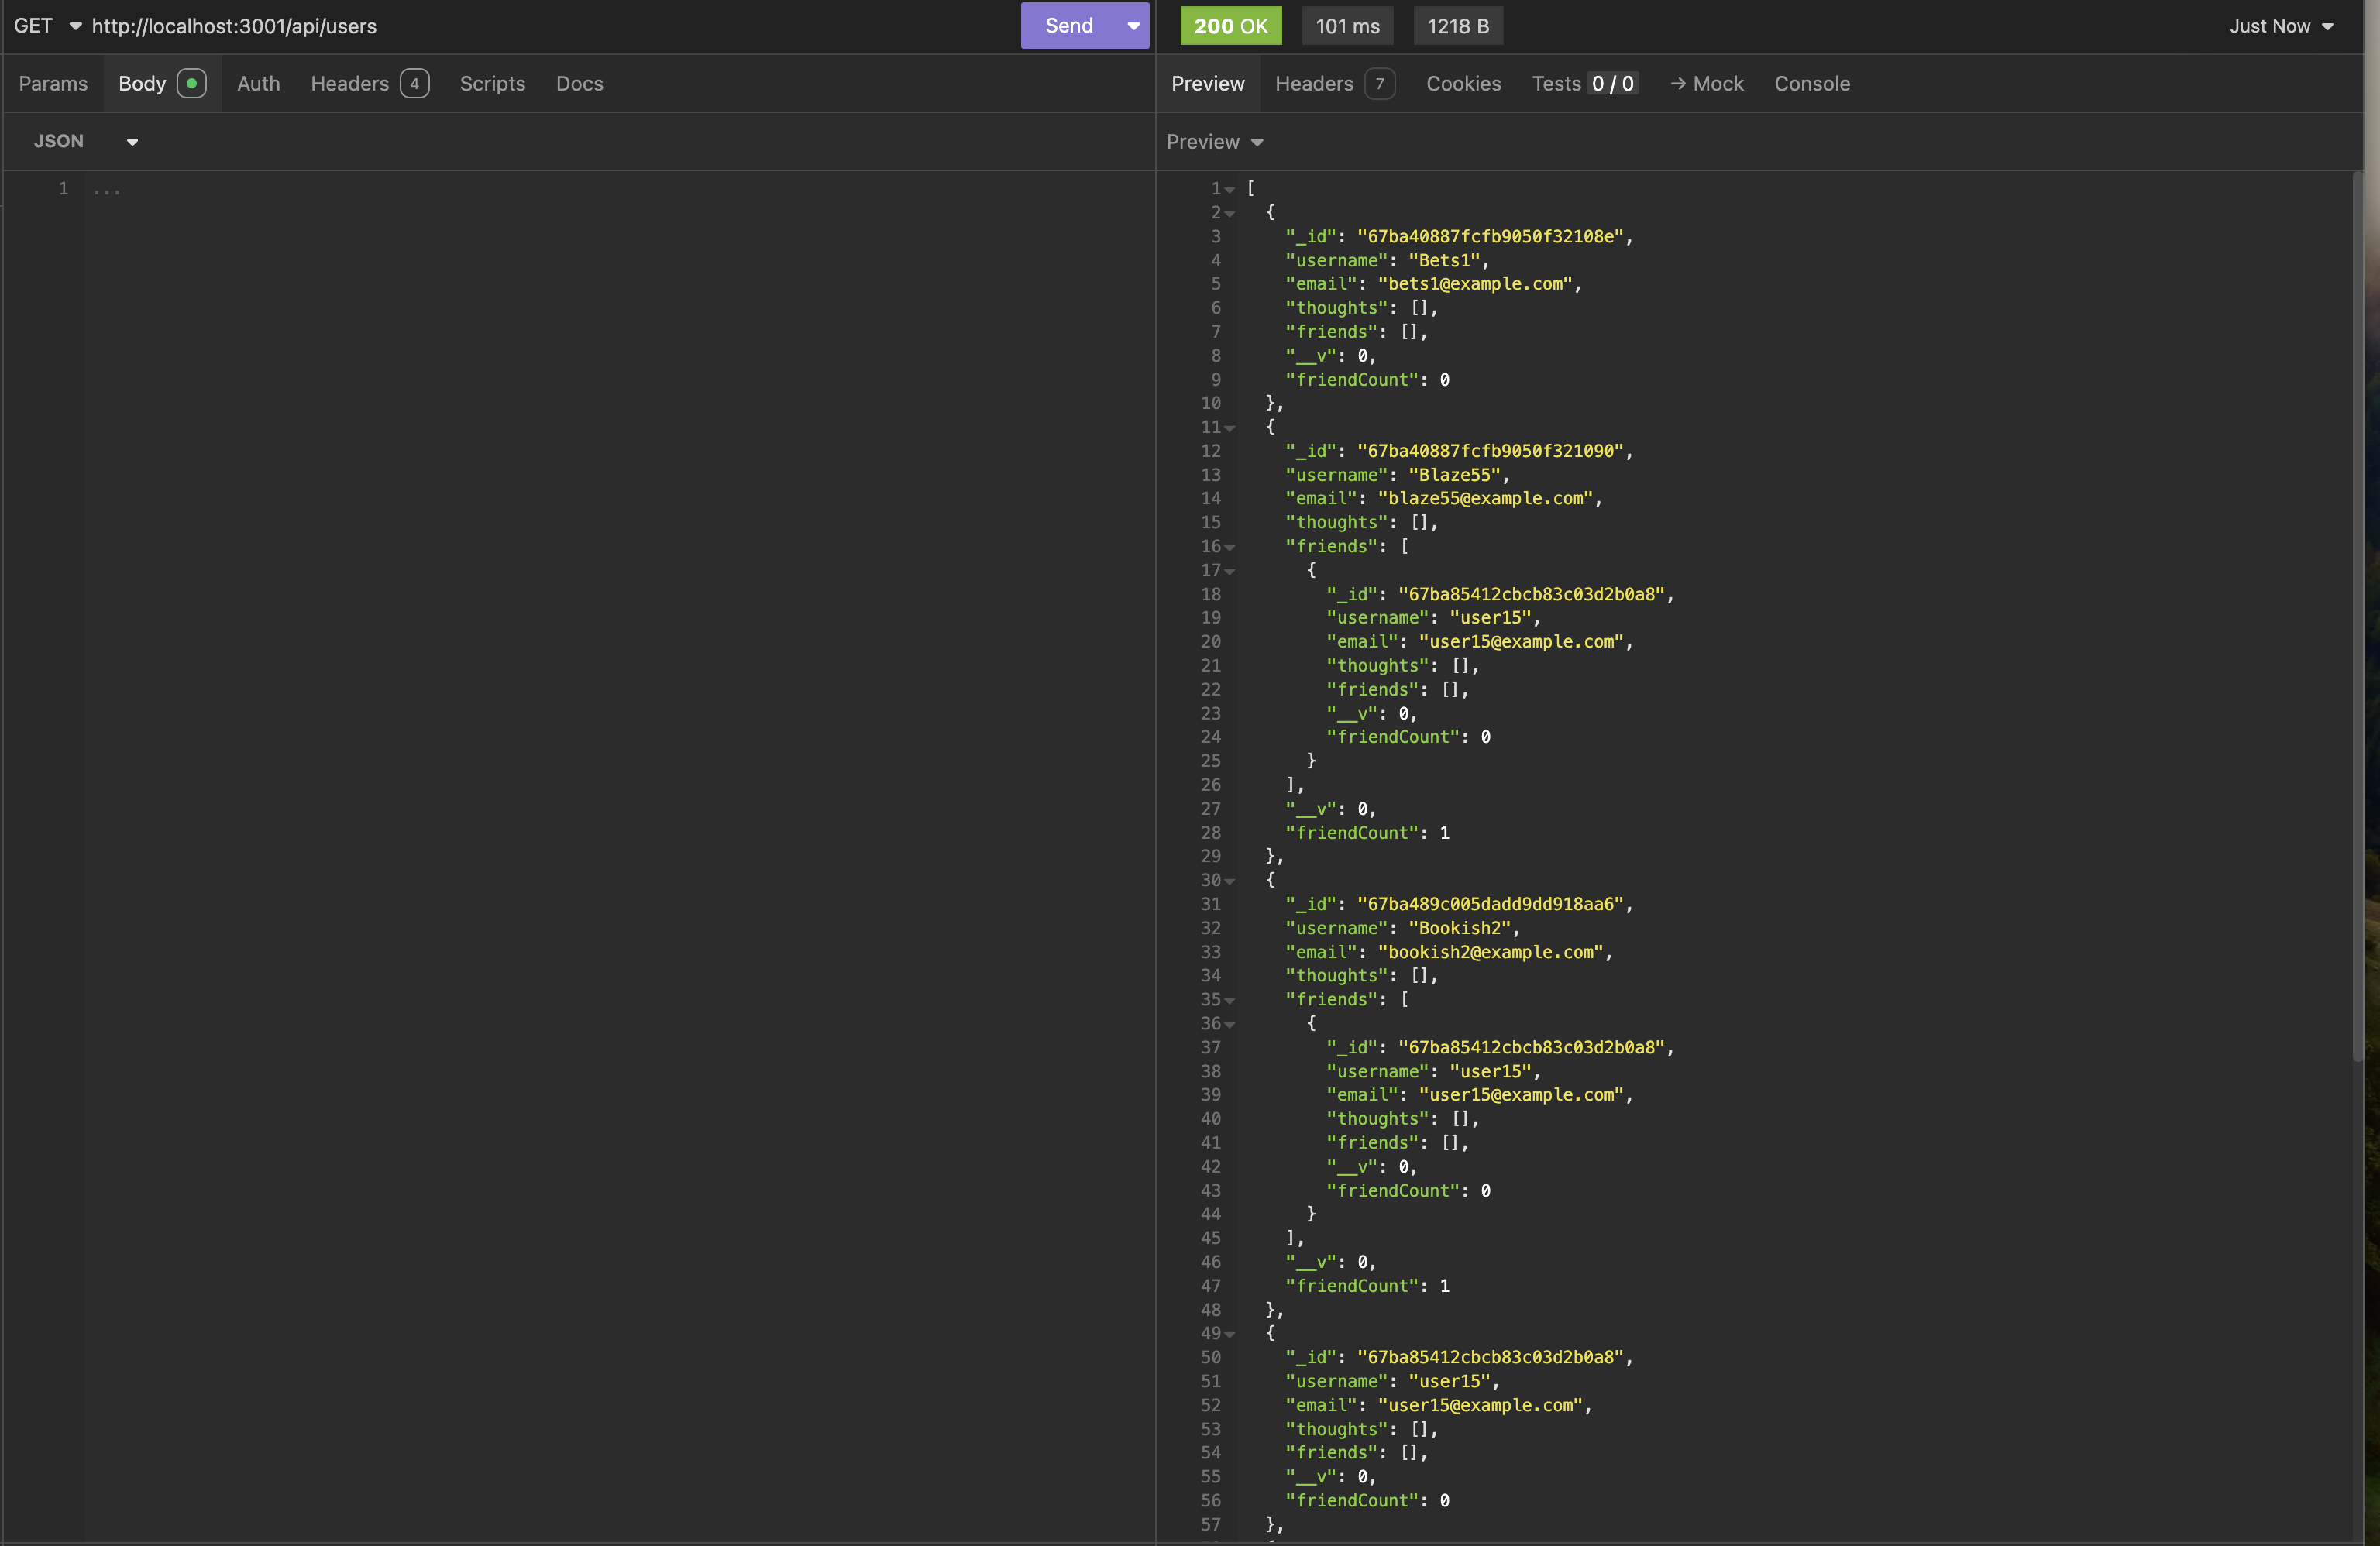 GET http://localhost:3001/api/users Send
200 OK 101 ms 1218 B Just Now
Params Body Auth Headers 4 Scripts Docs
Preview Headers 7 Cookies Tests 0 / 0 → Mock Console
JSON
Preview
1 ...
1 [
2 {
3 "_id": "67ba40887fcfb9050f32108e",
4 "username": "Bets1",
5 "email": "bets1@example.com",
6 "thoughts": [],
7 "friends": [],
8 "__v": 0,
9 "friendCount": 0
10 },
11 {
12 "_id": "67ba40887fcfb9050f321090",
13 "username": "Blaze55",
14 "email": "blaze55@example.com",
15 "thoughts": [],
16 "friends": [
17 {
18 "_id": "67ba85412cbcb83c03d2b0a8",
19 "username": "user15",
20 "email": "user15@example.com",
21 "thoughts": [],
22 "friends": [],
23 "__v": 0,
24 "friendCount": 0
25 }
26 ],
27 "__v": 0,
28 "friendCount": 1
29 },
30 {
31 "_id": "67ba489c005dadd9dd918aa6",
32 "username": "Bookish2",
33 "email": "bookish2@example.com",
34 "thoughts": [],
35 "friends": [
36 {
37 "_id": "67ba85412cbcb83c03d2b0a8",
38 "username": "user15",
39 "email": "user15@example.com",
40 "thoughts": [],
41 "friends": [],
42 "__v": 0,
43 "friendCount": 0
44 }
45 ],
46 "__v": 0,
47 "friendCount": 1
48 },
49 {
50 "_id": "67ba85412cbcb83c03d2b0a8",
51 "username": "user15",
52 "email": "user15@example.com",
53 "thoughts": [],
54 "friends": [],
55 "__v": 0,
56 "friendCount": 0
57 },